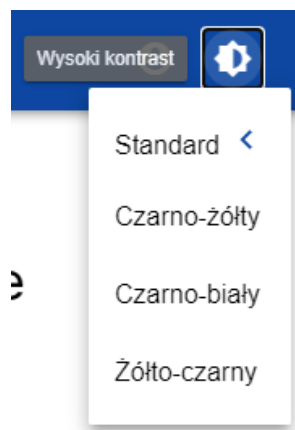 Wysoki kontrast
Standard
Czarno-żółty
e
Czarno-biały
Żółto-czarny